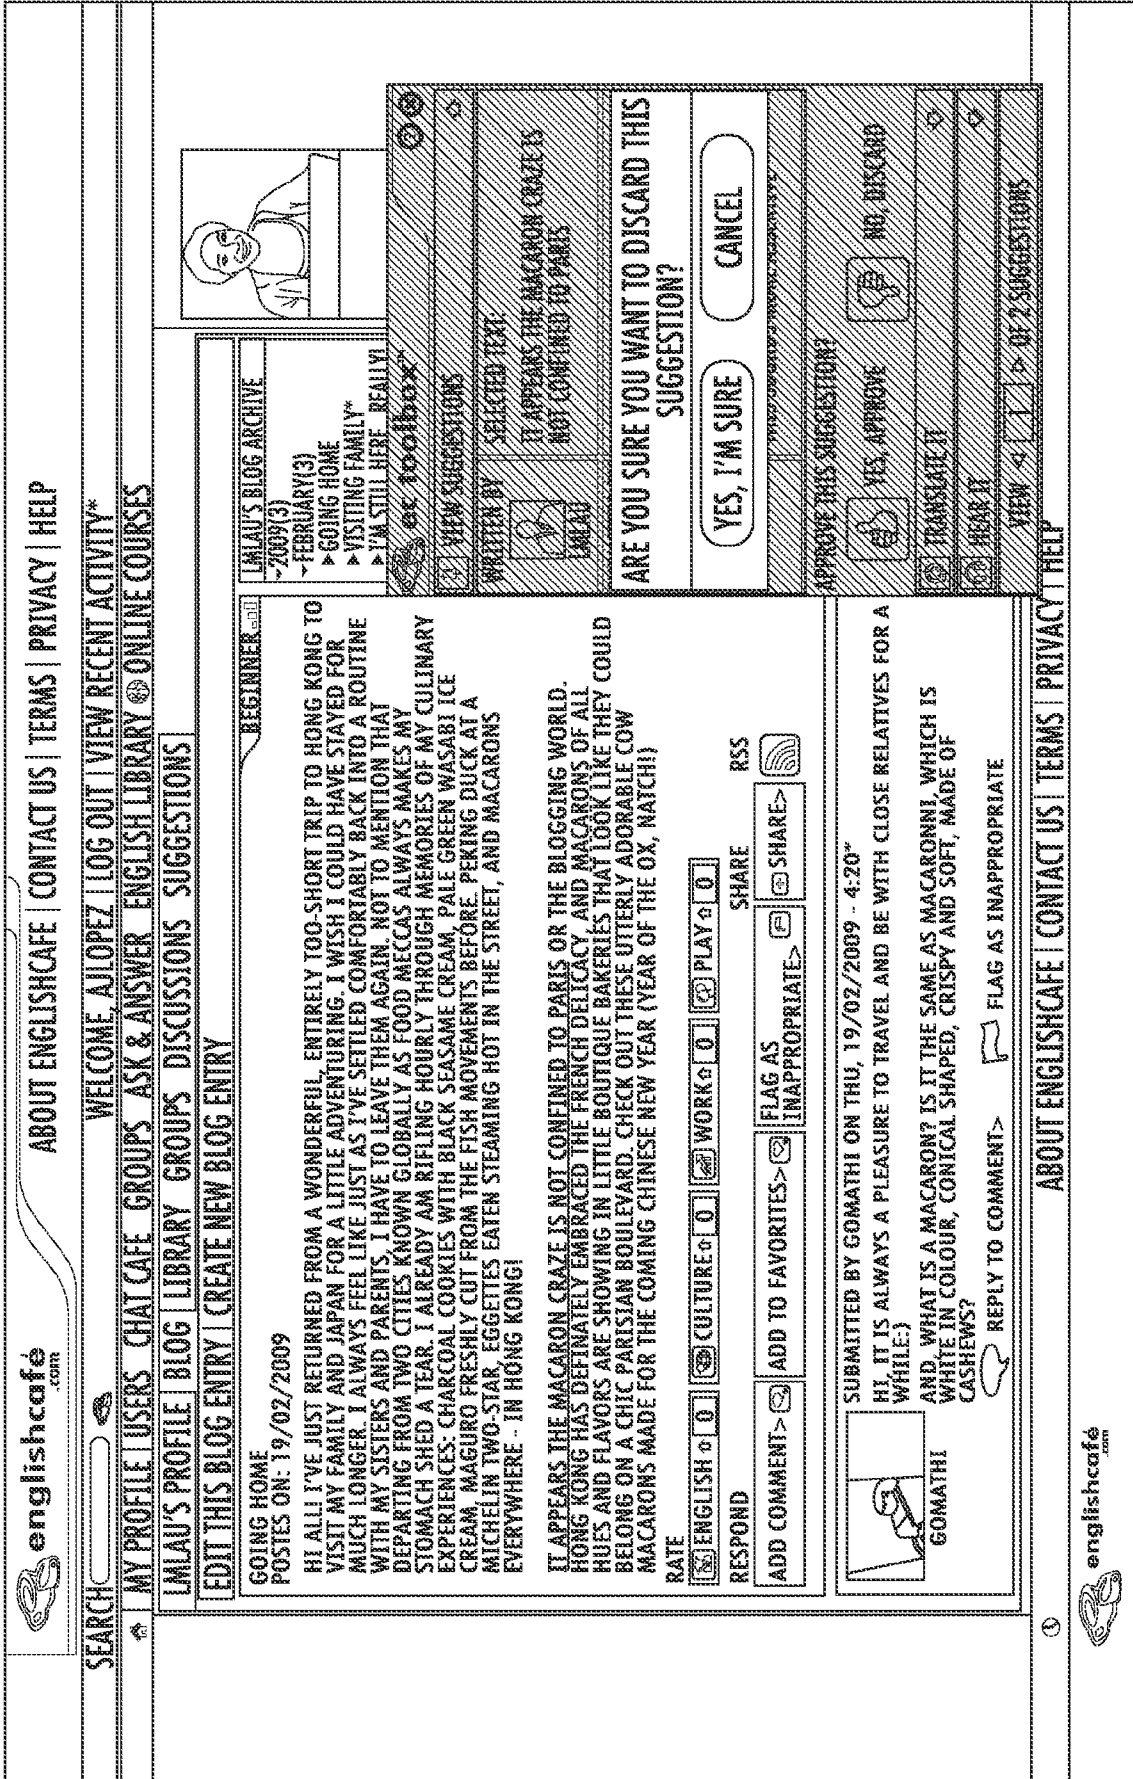 englishcafé
.com
ABOUT ENGLISHCAFE | CONTACT US | TERMS | PRIVACY | HELP
SEARCH
WELCOME, AJLOPEZ | LOG OUT | VIEW RECENT ACTIVITY*
MY PROFILE | USERS CHAT CAFE GROUPS ASK & ANSWER ENGLISH LIBRARY ONLINE COURSES
LMLAU'S PROFILE | BLOG | LIBRARY GROUPS DISCUSSIONS SUGGESTIONS
EDIT THIS BLOG ENTRY | CREATE NEW BLOG ENTRY
BEGINNER
GOING HOME
POSTES ON: 19/02/2009
HI ALL! I'VE JUST RETURNED FROM A WONDERFUL, ENTIRELY TOO-SHORT TRIP TO HONG KONG TO
VISIT MY FAMILY AND JAPAN FOR A LITTLE ADVENTURING. I WISH I COULD HAVE STAYED FOR
MUCH LONGER. I ALWAYS FEEL LIKE JUST AS I'VE SETTLED COMFORTABLY BACK INTO A ROUTINE
WITH MY SISTERS AND PARENTS, I HAVE TO LEAVE THEM AGAIN. NOT TO MENTION THAT
DEPARTING FROM TWO CITIES KNOWN GLOBALLY AS FOOD MECCAS ALWAYS MAKES MY
STOMACH SHED A TEAR. I ALREADY AM RIFLING HOURLY THROUGH MEMORIES OF MY CULINARY
EXPERIENCES: CHARCOAL COOKIES WITH BLACK SEASAME CREAM, PALE GREEN WASABI ICE
CREAM, MAGURO FRESHLY CUT FROM THE FISH MOVEMENTS BEFORE, PEKING DUCK AT A
MICHELIN TWO-STAR, EGGETTES EATEN STEAMING HOT IN THE STREET, AND MACARONS
EVERYWHERE - IN HONG KONG!
IT APPEARS THE MACARON CRAZE IS NOT CONFINED TO PARIS OR THE BLOGGING WORLD.
HONG KONG HAS DEFINATELY EMBRACED THE FRENCH DELICACY, AND MACARONS OF ALL
HUES AND FLAVORS ARE SHOWING IN LITTLE BOUTIQUE BAKERIES THAT LOOK LIKE THEY COULD
BELONG ON A CHIC PARISIAN BOULEVARD. CHECK OUT THESE UTTERLY ADORABLE COW
MACARONS MADE FOR THE COMING CHINESE NEW YEAR (YEAR OF THE OX, NATCH!)
RATE
ENGLISH 0 CULTURE 0 WORK 0 PLAY 0
RESPOND SHARE RSS
ADD COMMENT> ADD TO FAVORITES> FLAG AS INAPPROPRIATE> SHARE>
GOMATHI
SUBMITTED BY GOMATHI ON THU, 19/02/2009 - 4:20*
HI, IT IS ALWAYS A PLEASURE TO TRAVEL AND BE WITH CLOSE RELATIVES FOR A
WHILE:}
AND, WHAT IS A MACARON? IS IT THE SAME AS MACARONNI, WHICH IS
WHITE IN COLOUR, CONICAL SHAPED, CRISPY AND SOFT, MADE OF
CASHEWS?
REPLY TO COMMENT> FLAG AS INAPPROPRIATE
LMLAU'S BLOG ARCHIVE
2009(3)
FEBRUARY(3)
GOING HOME
VISITING FAMILY*
I'M STILL HERE...REALLY!
ec toolbox™
VIEW SUGGESTIONS
WRITTEN BY
LMLAU
SELECTED TEXT:
IT APPEARS THE MACARON CRAZE IS
NOT CONFINED TO PARIS
ARE YOU SURE YOU WANT TO DISCARD THIS
SUGGESTION?
YES, I'M SURE CANCEL
APPROVE THIS SUGGESTION?
YES, APPROVE NO, DISCARD
TRANSLATE IT
HEAR IT
VIEW 1 OF 2 SUGGESTIONS
ABOUT ENGLISHCAFE | CONTACT US | TERMS | PRIVACY | HELP
englishcafé
.com